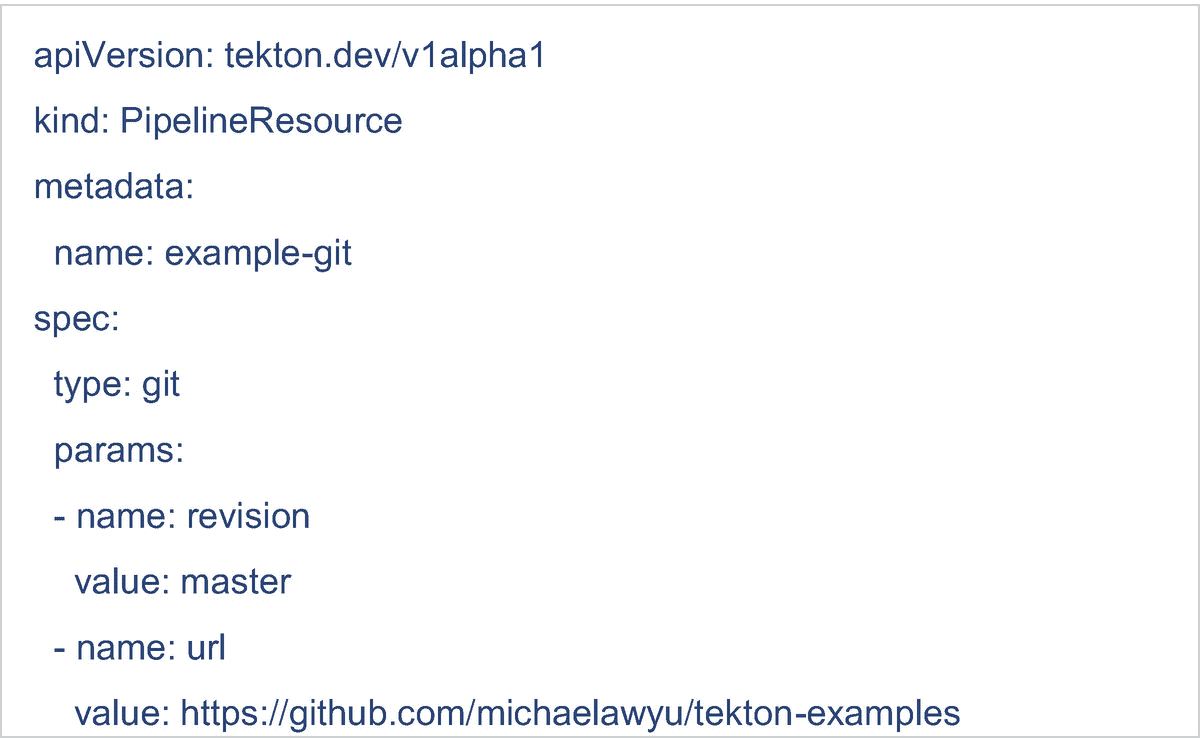 apiVersion: tekton.dev/v1alpha1
kind: PipelineResource
metadata:
  name: example-git
spec:
  type: git
  params:
  - name: revision
    value: master
  - name: url
    value: https://github.com/michaelawyu/tekton-examples